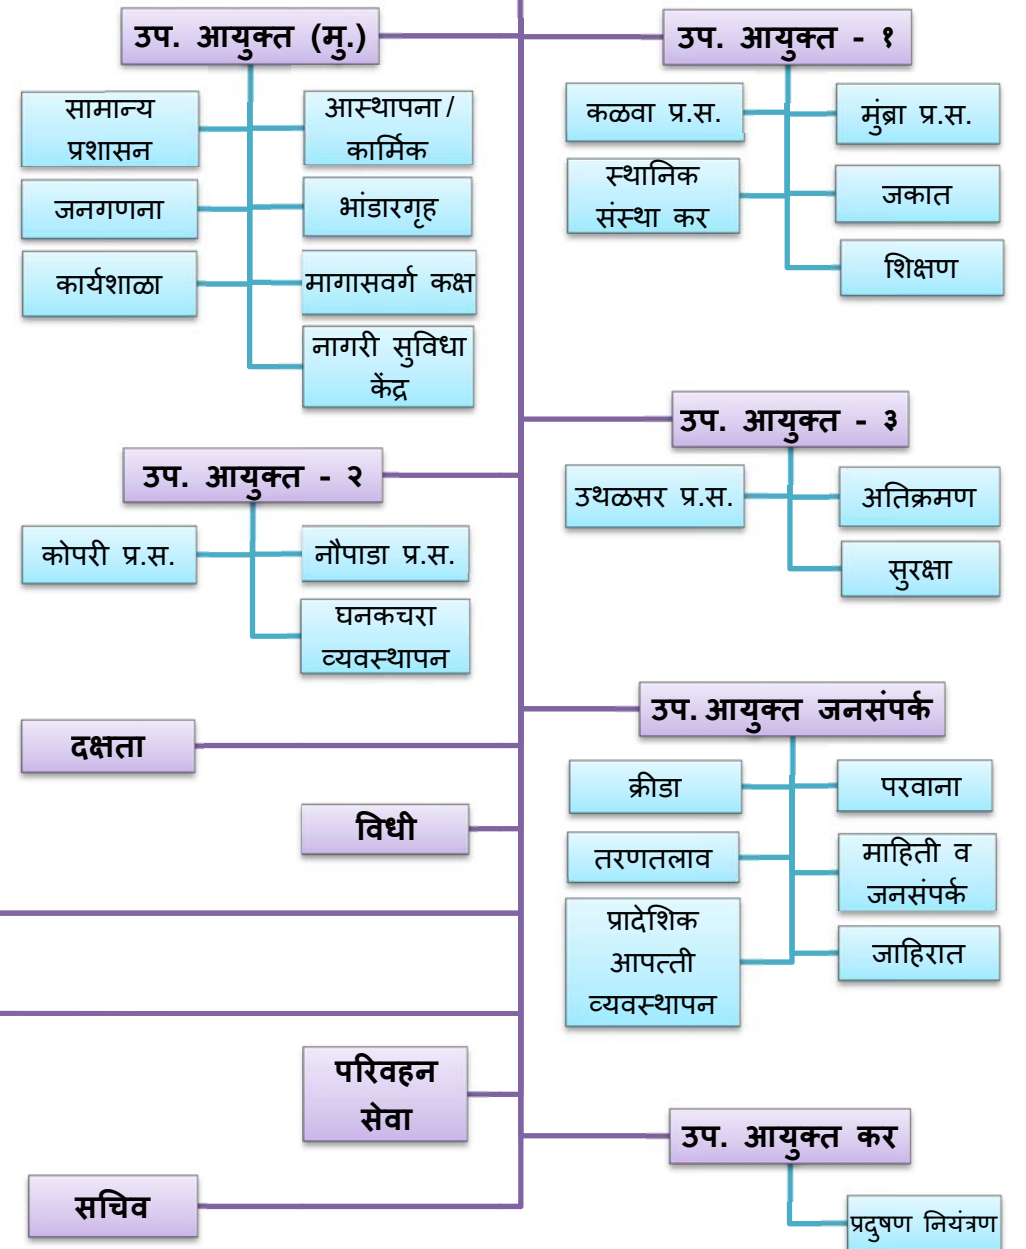 उप. आयुक्त (मु.)
सामान्य
प्रशासन
आस्थापना /
कार्मिक
जनगणना
भांडारगृह
कार्यशाळा
मागासवर्ग कक्ष
नागरी सुविधा
केंद्र
उप. आयुक्त - १
कळवा प्र.स.
मुंब्रा प्र.स.
स्थानिक
संस्था कर
जकात
शिक्षण
उप. आयुक्त - २
कोपरी प्र.स.
नौपाडा प्र.स.
घनकचरा
व्यवस्थापन
उप. आयुक्त - ३
उथळसर प्र.स.
अतिक्रमण
सुरक्षा
दक्षता
विधी
उप. आयुक्त जनसंपर्क
क्रीडा
परवाना
तरणतलाव
माहिती व
जनसंपर्क
प्रादेशिक
आपत्ती
व्यवस्थापन
जाहिरात
परिवहन
सेवा
सचिव
उप. आयुक्त कर
प्रदुषण नियंत्रण